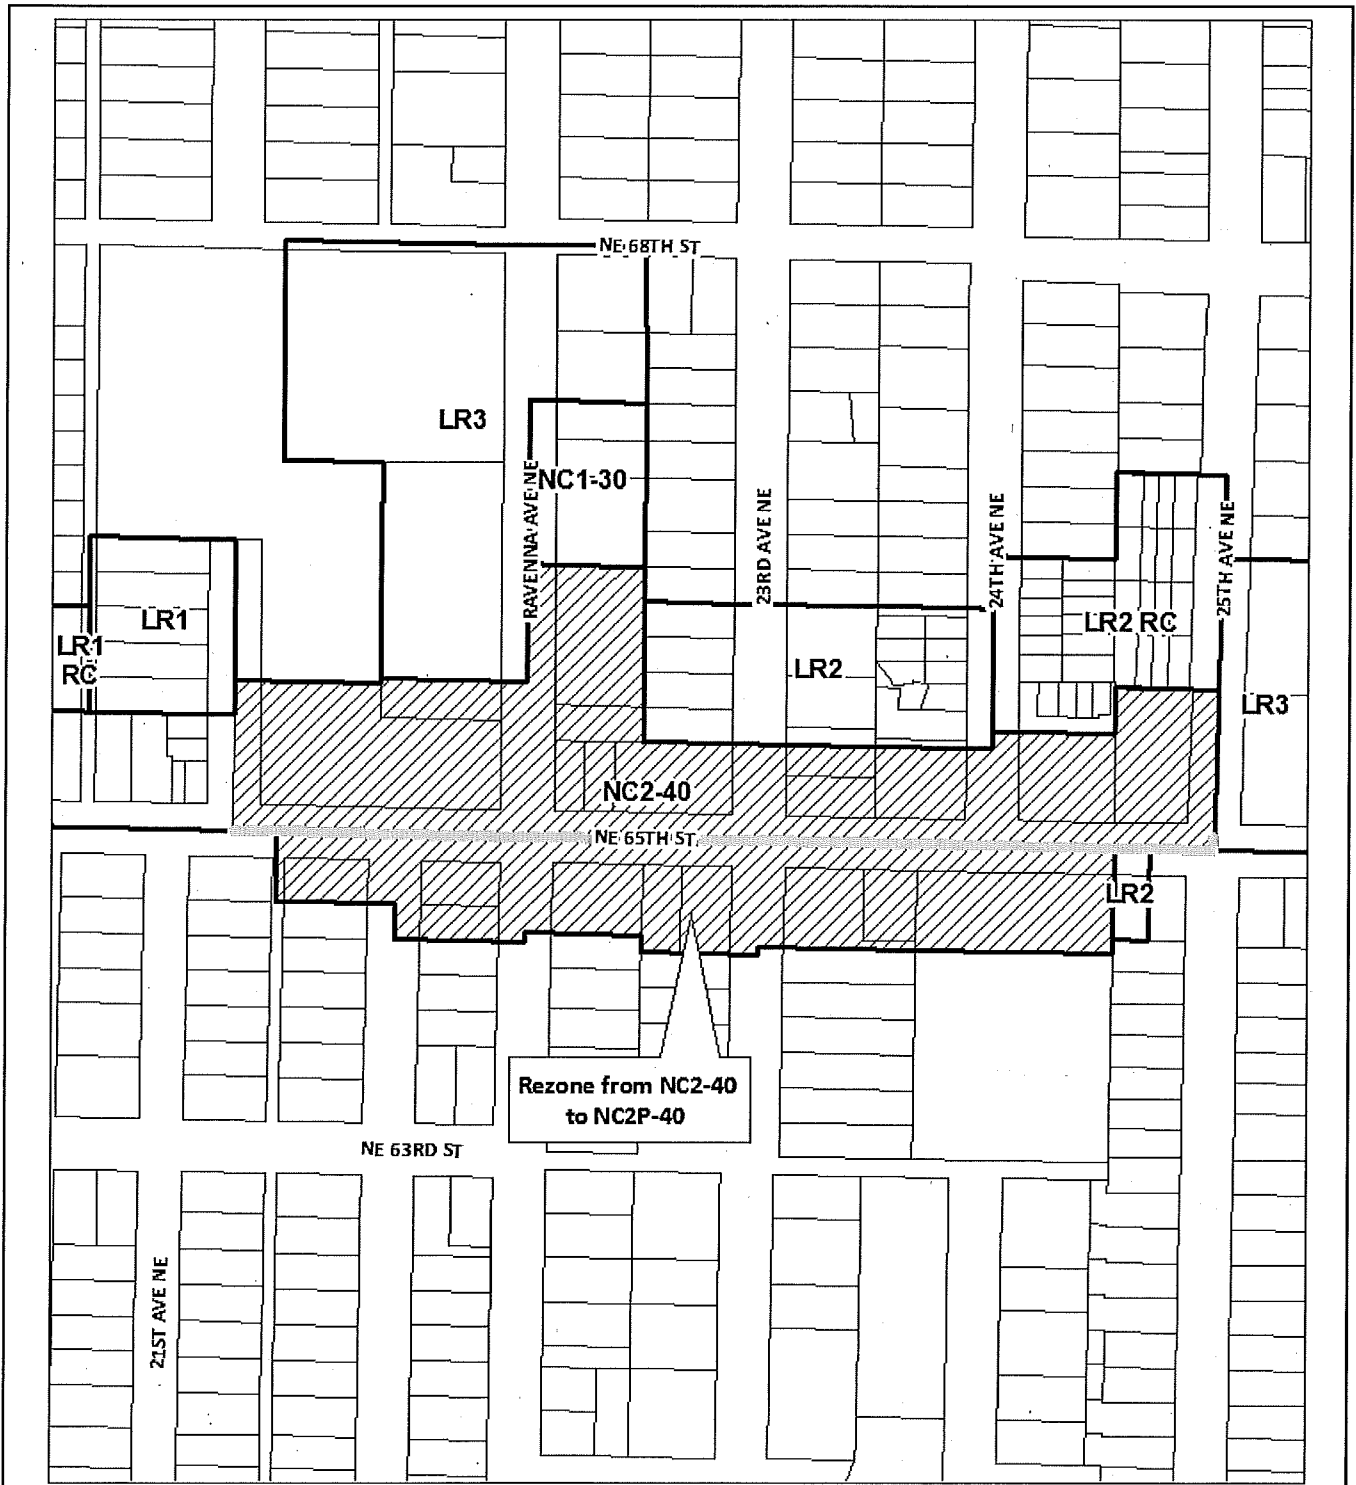 NE 68TH ST
LR3
RAVENNA AVE NE
NC1-30
23RD AVE NE
24TH AVE NE
25TH AVE NE
LR1
LR1
RC
LR2 RC
LR2
LR3
NC2-40
NE 65TH ST
LR2
Rezone from NC2-40
to NC2P-40
NE 63RD ST
21ST AVE NE